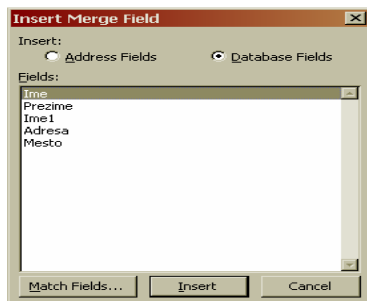 Insert Merge Field
Insert:
Address Fields Database Fields
Fields:
Ime
Prezime
Ime1
Adresa
Mesto
Match Fields... Insert Cancel